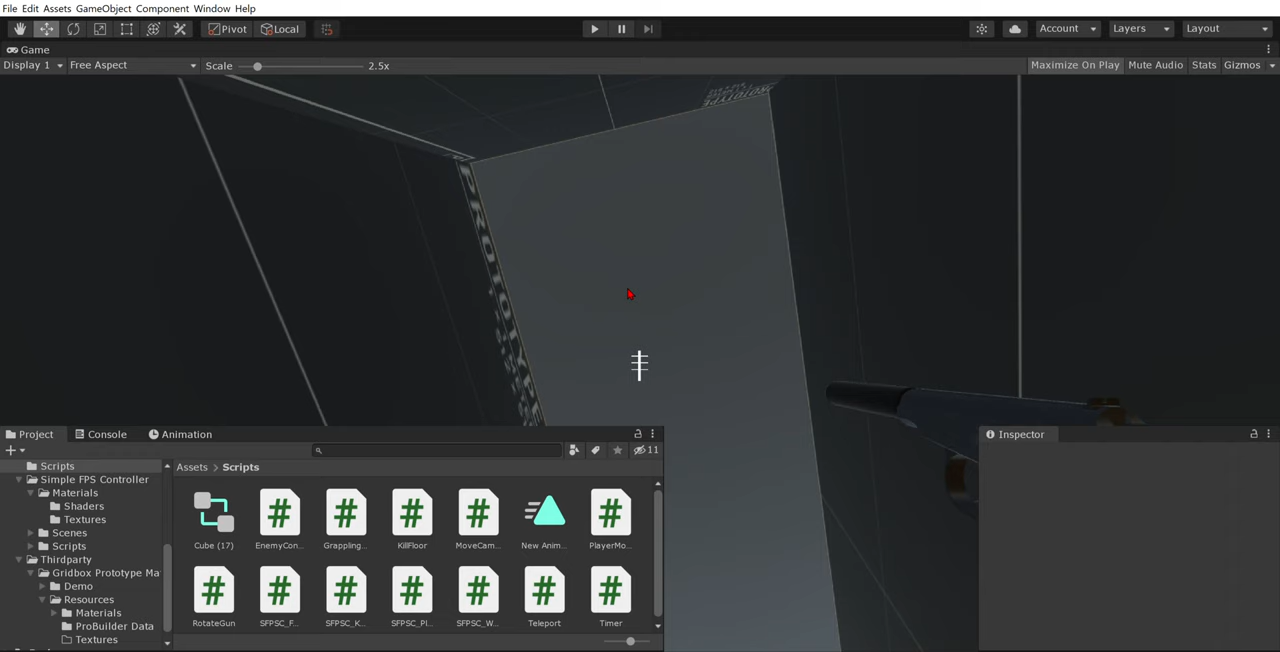 File Edit Assets GameObject Component Window Help
Pivot Local Account Layers Layout
Game
Display 1 Free Aspect Scale 2.5x Maximize On Play Mute Audio Stats Gizmos
PROTOTYPE
PROTOTYPE
Project Console Animation Inspector
11
Scripts Assets > Scripts
Simple FPS Controller
Materials
Shaders
Textures
Scenes
Scripts
Thirdparty
Gridbox Prototype Ma
Demo
Resources
Materials
ProBuilder Data
Textures
Cube (17) EnemyCon... Grappling... KillFloor MoveCam... New Anim... PlayerMo...
RotateGun SFPSC_F... SFPSC_K... SFPSC_Pl... SFPSC_W... Teleport Timer